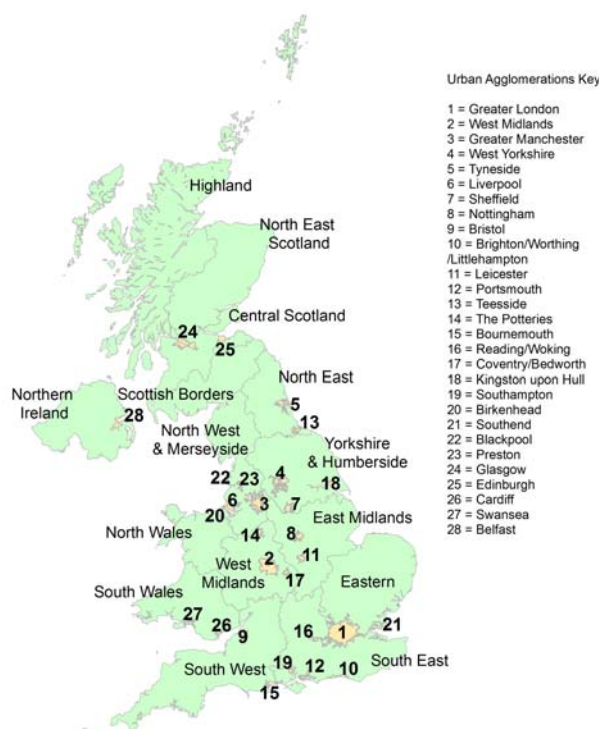 Urban Agglomerations Key
1 = Greater London
2 = West Midlands
3 = Greater Manchester
4 = West Yorkshire
5 = Tyneside
6 = Liverpool
7 = Sheffield
8 = Nottingham
9 = Bristol
10 = Brighton/Worthing
/Littlehampton
11 = Leicester
12 = Portsmouth
13 = Teesside
14 = The Potteries
15 = Bournemouth
16 = Reading/Woking
17 = Coventry/Bedworth
18 = Kingston upon Hull
19 = Southampton
20 = Birkenhead
21 = Southend
22 = Blackpool
23 = Preston
24 = Glasgow
25 = Edinburgh
26 = Cardiff
27 = Swansea
28 = Belfast
Highland
North East
Scotland
Central Scotland
24
25
North East
Northern
Ireland
Scottish Borders
28
5
13
North West
& Merseyside
Yorkshire
& Humberside
22
23
4
18
6
3
7
20
East Midlands
North Wales
14
8
11
West
Midlands
2
17
Eastern
South Wales
27
26
9
16
1
21
South West
19
12
10
South East
15